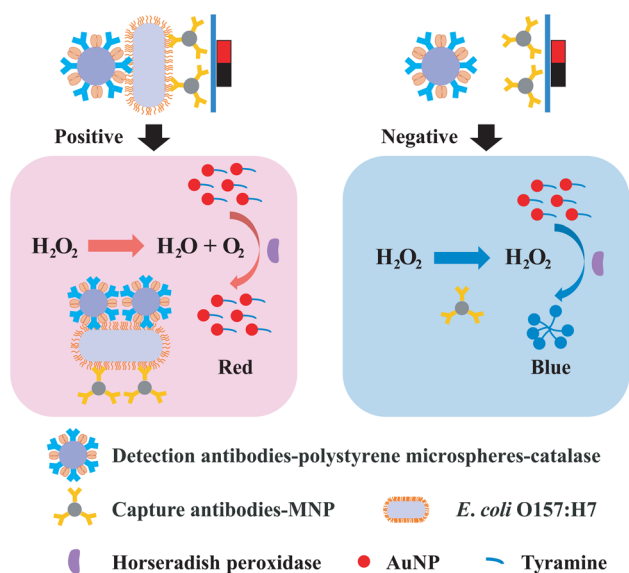 Positive
Negative
H₂O₂ H₂O + O₂
Red
H₂O₂ H₂O₂
Blue
Detection antibodies-polystyrene microspheres-catalase
Capture antibodies-MNP E. coli O157:H7
Horseradish peroxidase AuNP Tyramine